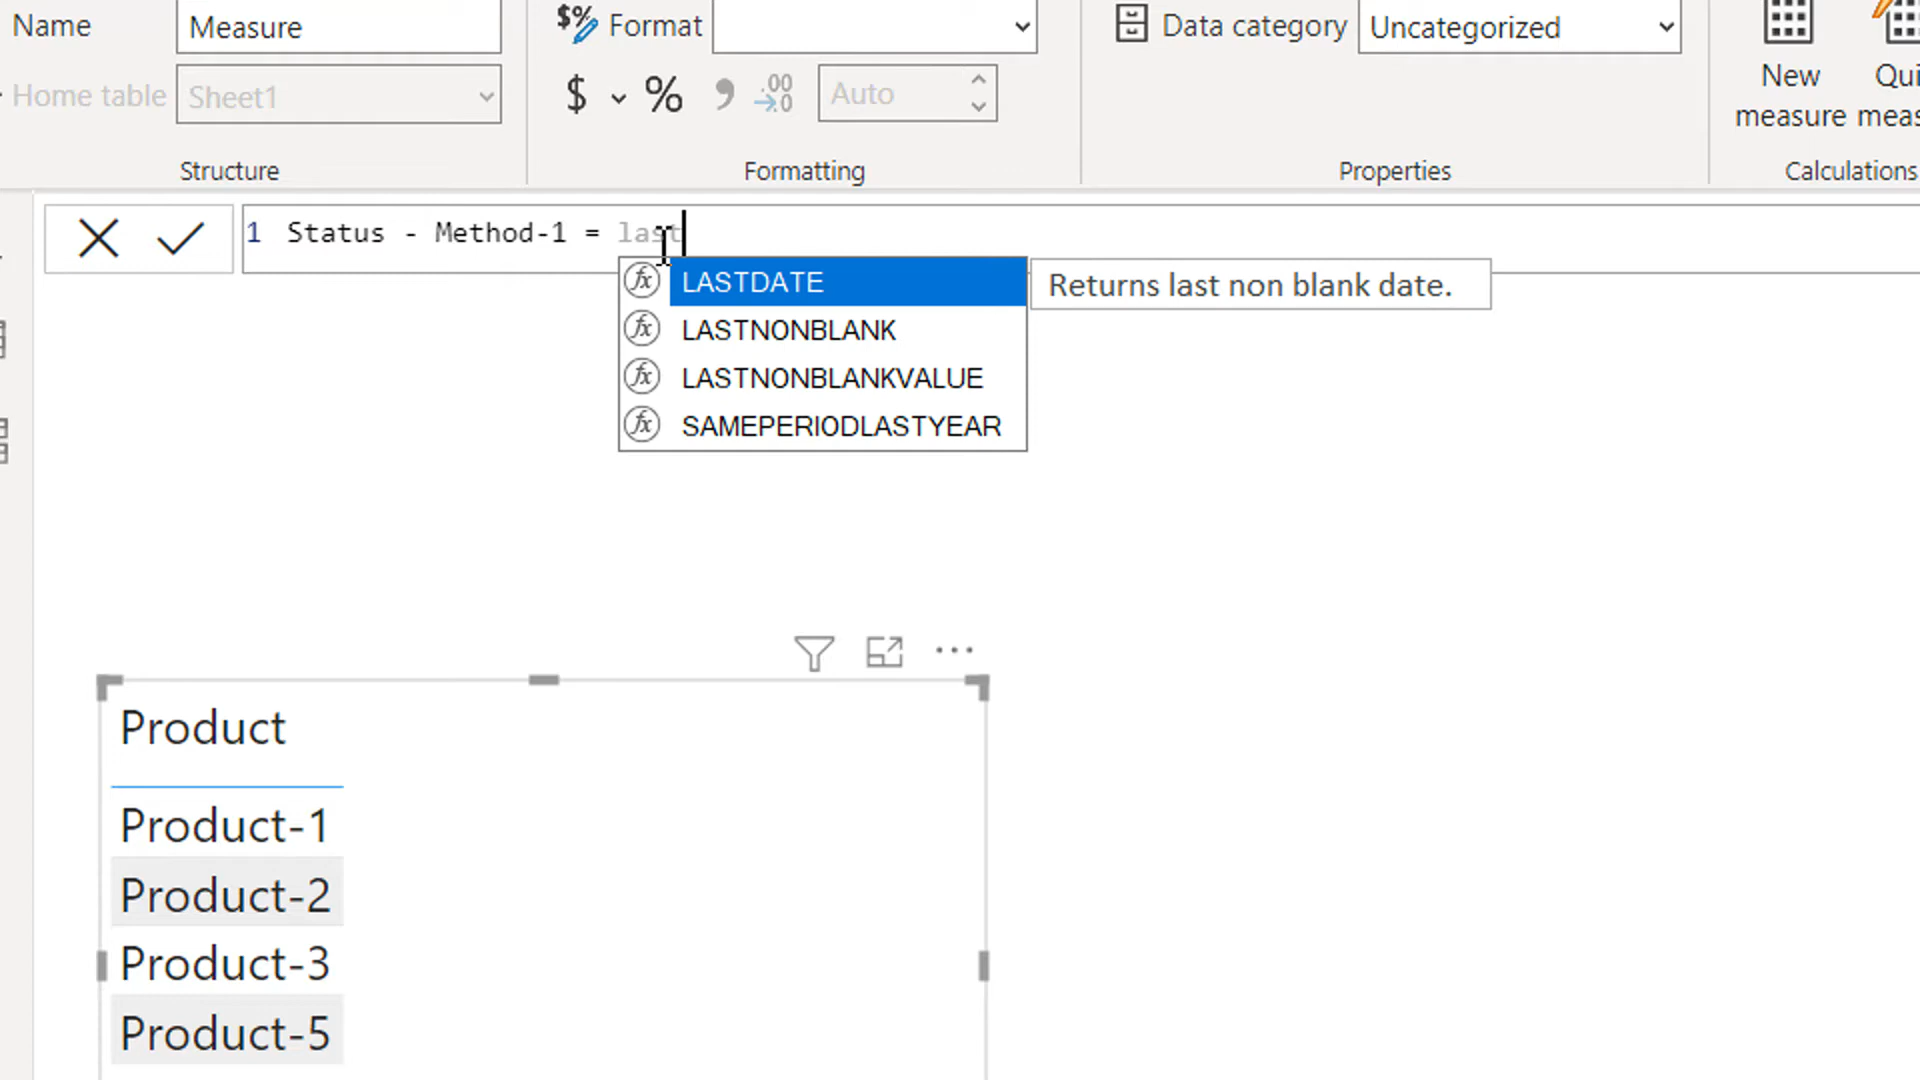 Name
Measure
Format
Data category
Uncategorized
Home table
Sheet1
$
%
,
.00
.0
Auto
New
measure
Structure
Formatting
Properties
Calculations
1 Status - Method-1 = last
LASTDATE
Returns last non blank date.
LASTNONBLANK
LASTNONBLANKVALUE
SAMEPERIODLASTYEAR
Product
Product-1
Product-2
Product-3
Product-5